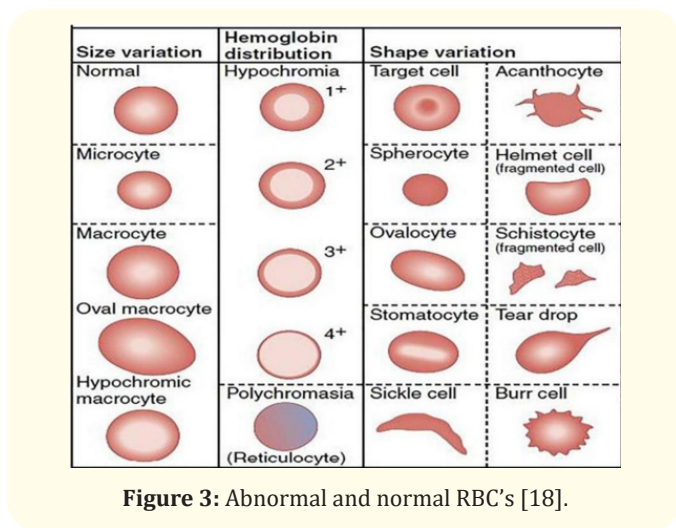 Size variation
Hemoglobin
distribution
Shape variation
Normal
Microcyte
Macrocyte
Oval macrocyte
Hypochromic
macrocyte
Hypochromia
1+
2+
3+
4+
Polychromasia
(Reticulocyte)
Target cell
Spherocyte
Ovalocyte
Stomatocyte
Sickle cell
Acanthocyte
Helmet cell
(fragmented cell)
Schistocyte
(fragmented cell)
Tear drop
Burr cell
Figure 3: Abnormal and normal RBC's [18].